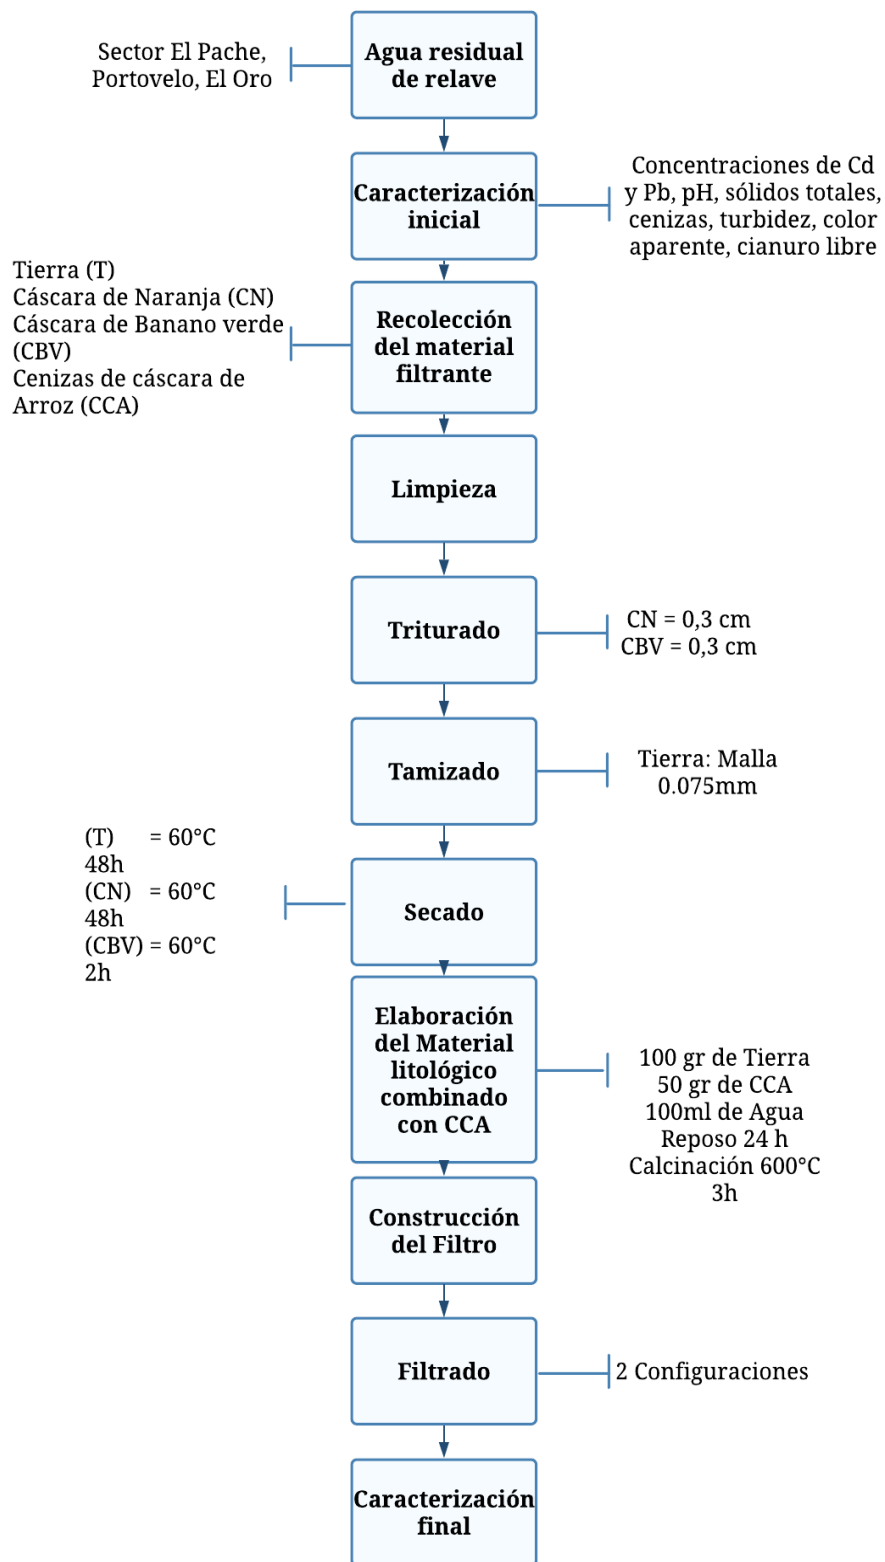 Sector El Pache,
Portovelo, El Oro
Agua residual
de relave
Caracterización
inicial
Concentraciones de Cd
y Pb, pH, sólidos totales,
cenizas, turbidez, color
aparente, cianuro libre
Tierra (T)
Cáscara de Naranja (CN)
Cáscara de Banano verde
(CBV)
Cenizas de cáscara de
Arroz (CCA)
Recolección
del material
filtrante
Limpieza
Triturado
CN = 0,3 cm
CBV = 0,3 cm
Tamizado
Tierra: Malla
0.075mm
(T) = 60°C
48h
(CN) = 60°C
48h
(CBV) = 60°C
2h
Secado
Elaboración
del Material
litológico
combinado
con CCA
100 gr de Tierra
50 gr de CCA
100ml de Agua
Reposo 24 h
Calcinación 600°C
3h
Construcción
del Filtro
Filtrado
2 Configuraciones
Caracterización
final